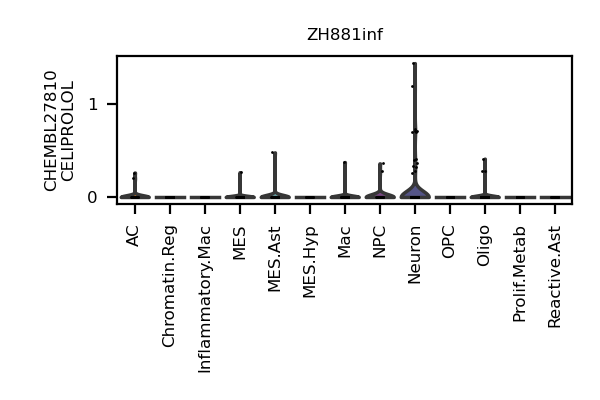 ZH881inf
CHEMBL27810
CELIPROLOL
1
0
AC
Chromatin.Reg
Inflammatory.Mac
MES
MES.Ast
MES.Hyp
Mac
NPC
Neuron
OPC
Oligo
Prolif.Metab
Reactive.Ast